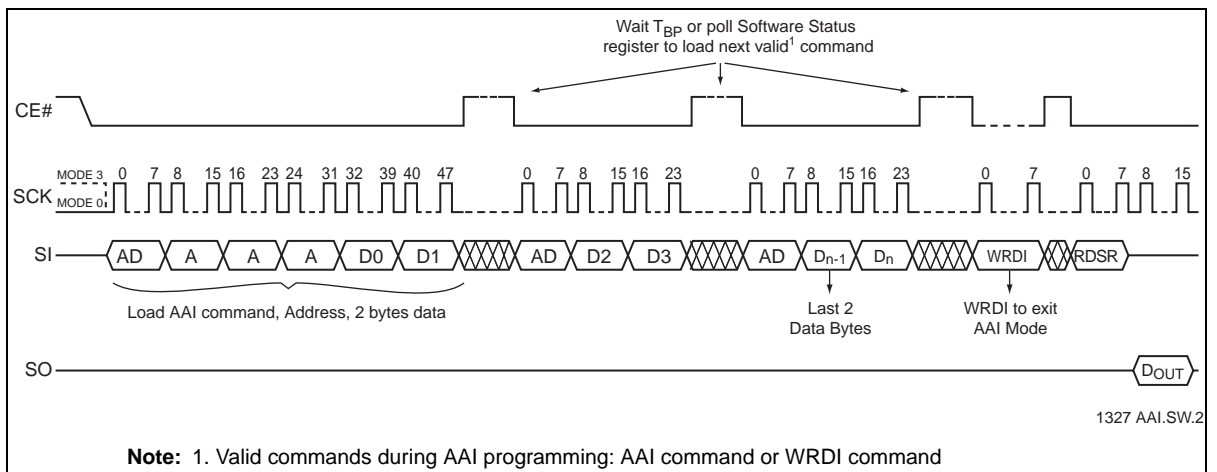 Wait TBP or poll Software Status
register to load next valid1 command
CE#
MODE 3 0 7 8 15 16 23 24 31 32 39 40 47 0 7 8 15 16 23 0 7 8 15 16 23 0 7 0 7 8 15
SCK
MODE 0
SI AD A A A D0 D1 AD D2 D3 AD Dn-1 Dn WRDI RDSR
Load AAI command, Address, 2 bytes data
Last 2
Data Bytes
WRDI to exit
AAI Mode
SO DOUT
1327 AAI.SW.2
Note: 1. Valid commands during AAI programming: AAI command or WRDI command